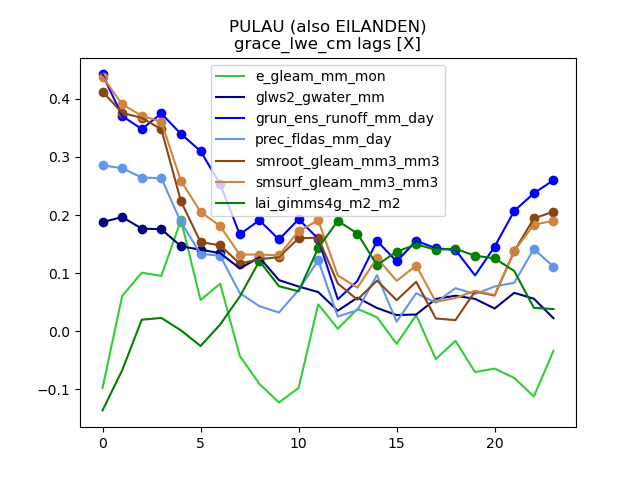 PULAU (also EILANDEN)
grace_lwe_cm lags [X]
e_gleam_mm_mon
glws2_gwater_mm
grun_ens_runoff_mm_day
prec_fldas_mm_day
smroot_gleam_mm3_mm3
smsurf_gleam_mm3_mm3
lai_gimms4g_m2_m2
0.4
0.3
0.2
0.1
0.0
−0.1
0 5 10 15 20